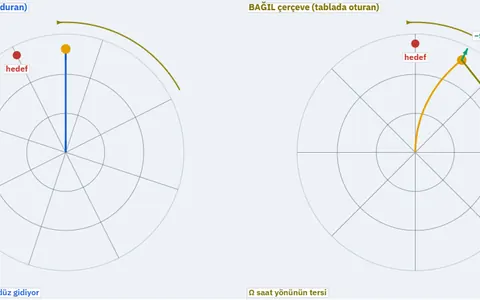 duran)
BAĞIL çerçeve (tablada oturan)
hedef
hedef
düz gidiyor
Ω saat yönünün tersi